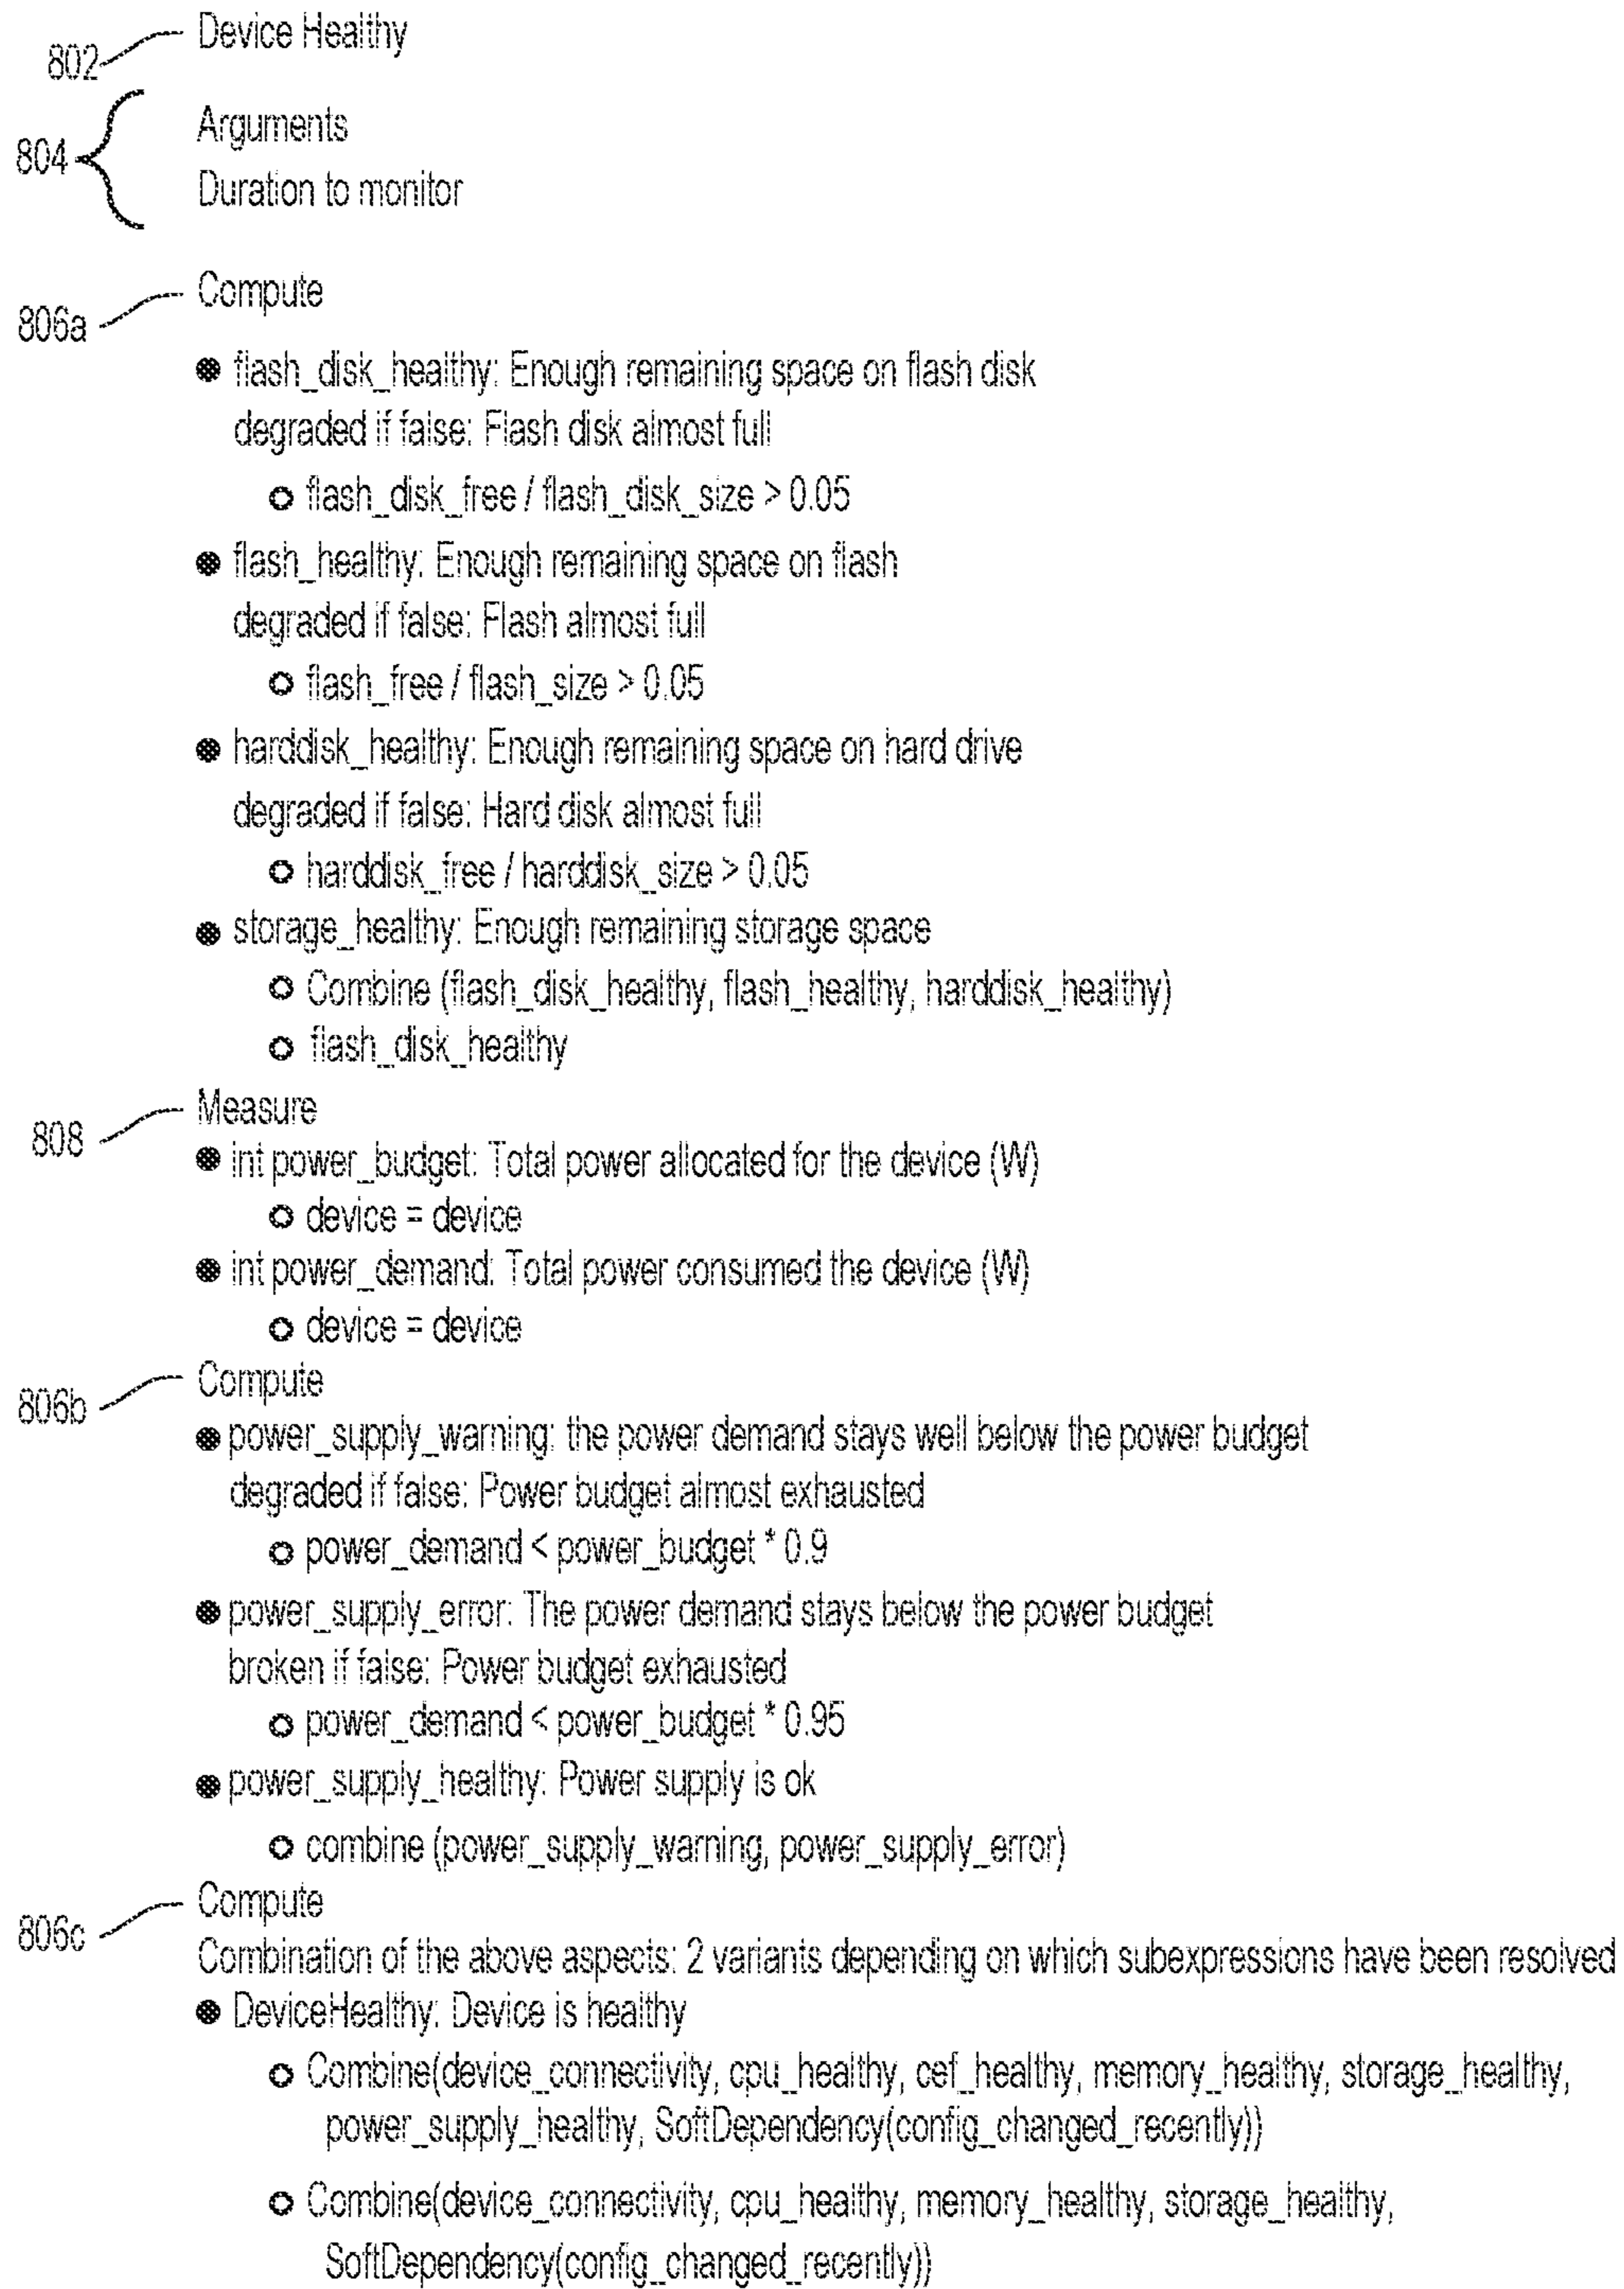 802 Device Healthy
804 Arguments
Duration to monitor
806a Compute
● flash_disk_healthy: Enough remaining space on flash disk
degraded if false: Flash disk almost full
○ flash_disk_free / flash_disk_size > 0.05
● flash_healthy: Enough remaining space on flash
degraded if false: Flash almost full
○ flash_free / flash_size > 0.05
● harddisk_healthy: Enough remaining space on hard drive
degraded if false: Hard disk almost full
○ harddisk_free / harddisk_size > 0.05
● storage_healthy: Enough remaining storage space
○ Combine (flash_disk_healthy, flash_healthy, harddisk_healthy)
○ flash_disk_healthy
808 Measure
● int power_budget: Total power allocated for the device (W)
○ device = device
● int power_demand: Total power consumed the device (W)
○ device = device
806b Compute
● power_supply_warning: the power demand stays well below the power budget
degraded if false: Power budget almost exhausted
○ power_demand < power_budget * 0.9
● power_supply_error: The power demand stays below the power budget
broken if false: Power budget exhausted
○ power_demand < power_budget * 0.95
● power_supply_healthy: Power supply is ok
○ combine (power_supply_warning, power_supply_error)
806c Compute
Combination of the above aspects: 2 variants depending on which subexpressions have been resolved
● DeviceHealthy: Device is healthy
○ Combine(device_connectivity, cpu_healthy, cef_healthy, memory_healthy, storage_healthy,
power_supply_healthy, SoftDependency(config_changed_recently))
○ Combine(device_connectivity, cpu_healthy, memory_healthy, storage_healthy,
SoftDependency(config_changed_recently))